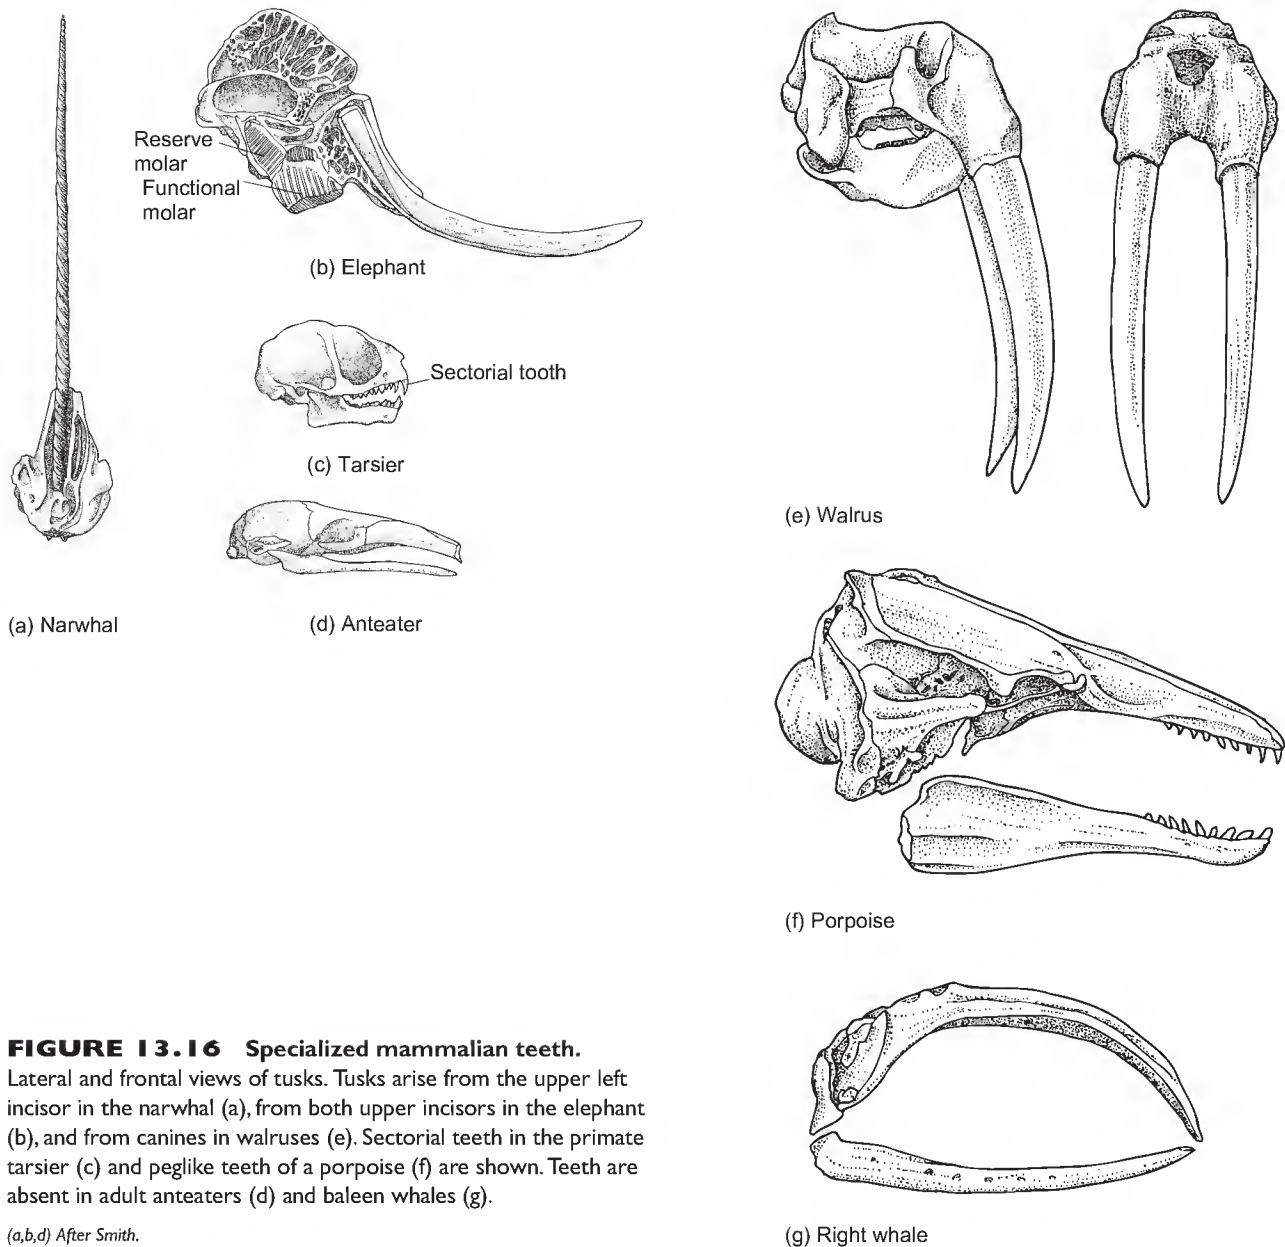 Reserve
molar
Functional
molar
(b) Elephant
Sectorial tooth
(c) Tarsier
(a) Narwhal
(d) Anteater
(e) Walrus
(f) Porpoise
(g) Right whale
FIGURE 13.16 Specialized mammalian teeth.
Lateral and frontal views of tusks. Tusks arise from the upper left
incisor in the narwhal (a), from both upper incisors in the elephant
(b), and from canines in walruses (e). Sectorial teeth in the primate
tarsier (c) and peglike teeth of a porpoise (f) are shown. Teeth are
absent in adult anteaters (d) and baleen whales (g).
(a,b,d) After Smith.